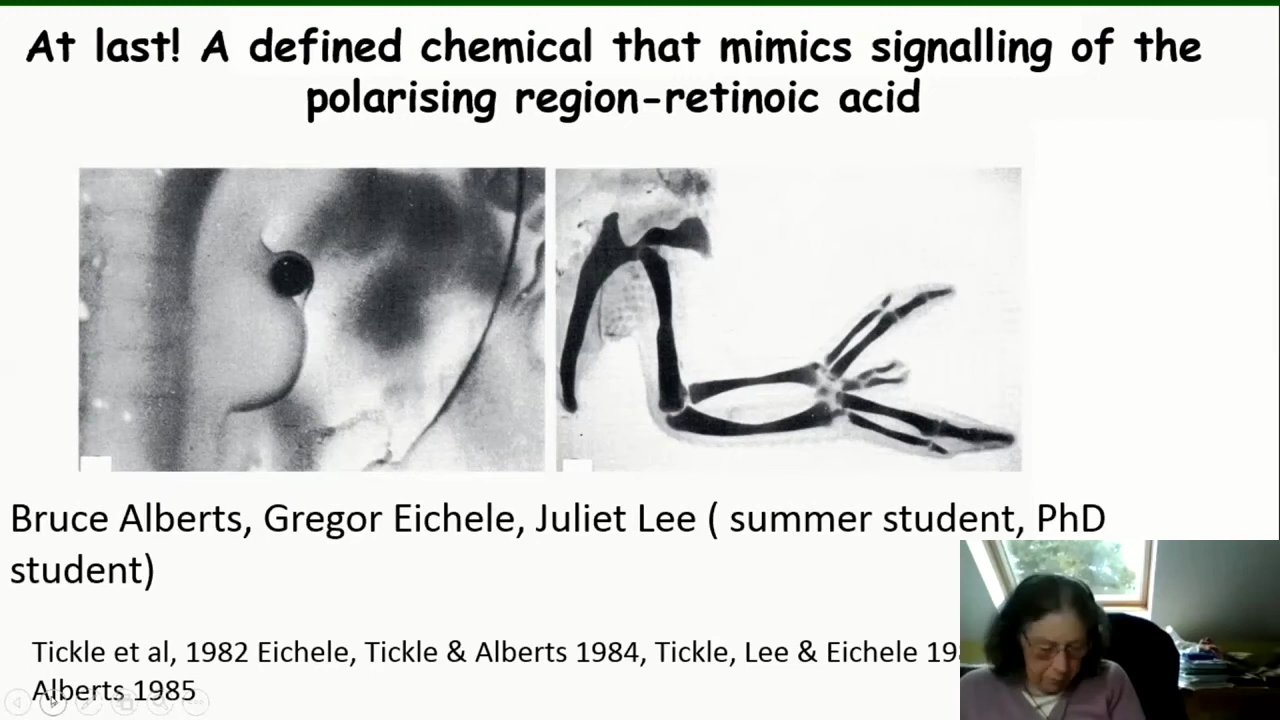 At last! A defined chemical that mimics signalling of the
polarising region-retinoic acid
Bruce Alberts, Gregor Eichele, Juliet Lee ( summer student, PhD
student)
Tickle et al, 1982 Eichele, Tickle & Alberts 1984, Tickle, Lee & Eichele
Alberts 1985